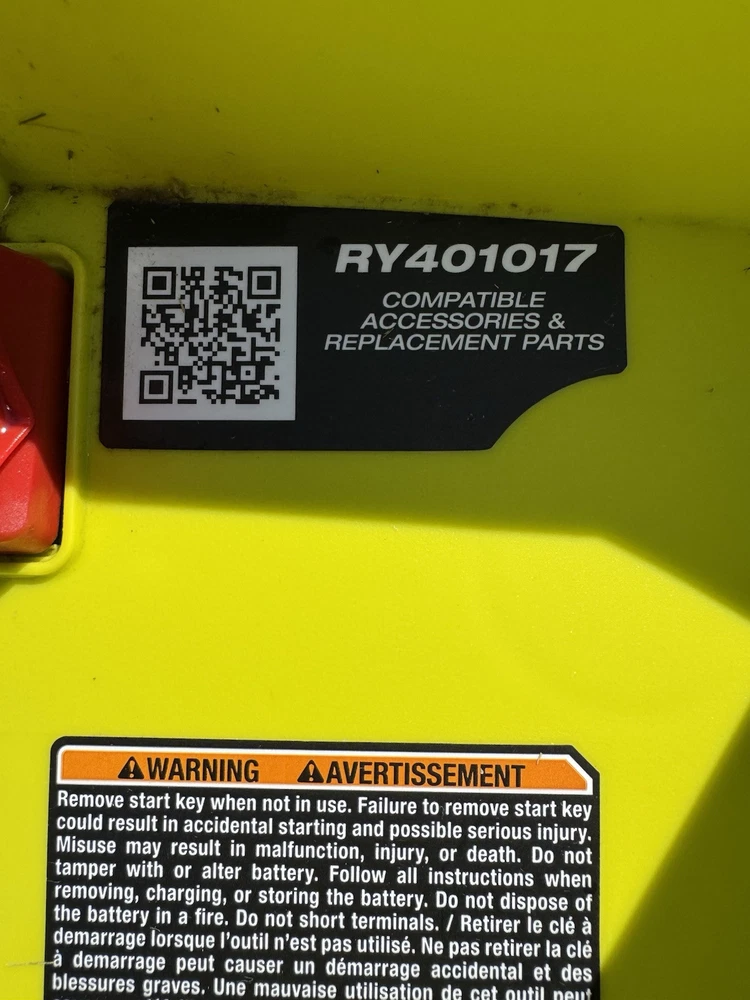 RY401017
COMPATIBLE
ACCESSORIES &
REPLACEMENT PARTS
WARNING AVERTISSEMENT
Remove start key when not in use. Failure to remove start key
could result in accidental starting and possible serious injury.
Misuse may result in malfunction, injury, or death. Do not
tamper with or alter battery. Follow all instructions when
removing, charging, or storing the battery. Do not dispose of
the battery in a fire. Do not short terminals. / Retirer le clé à
demarrage lorsque l'outil n'est pas utilisé. Ne pas retirer la clé
à demarrage peut causer un démarrage accidental et des
blessures graves. Une mauvaise utilisation de cet outil peut